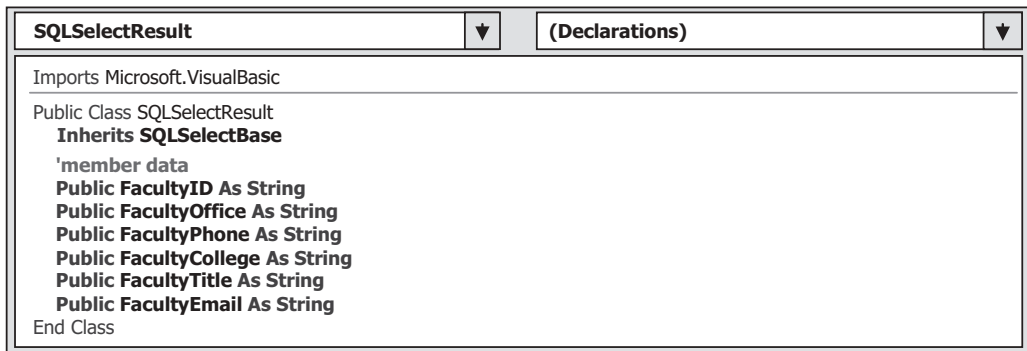 SQLSelectResult
(Declarations)
Imports Microsoft.VisualBasic
Public Class SQLSelectResult
Inherits SQLSelectBase
'member data
Public FacultyID As String
Public FacultyOffice As String
Public FacultyPhone As String
Public FacultyCollege As String
Public FacultyTitle As String
Public FacultyEmail As String
End Class